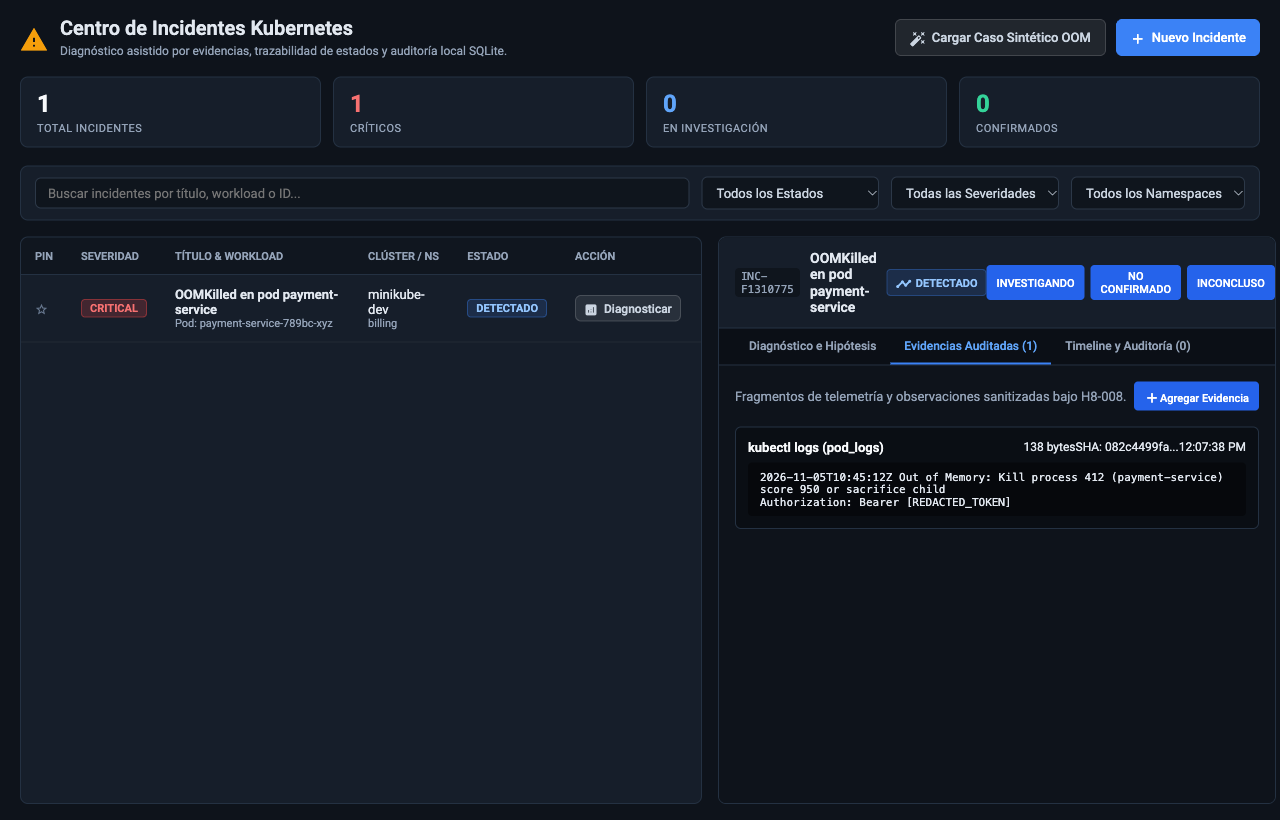 Centro de Incidentes Kubernetes
Diagnóstico asistido por evidencias, trazabilidad de estados y auditoría local SQLite.
Cargar Caso Sintético OOM
+ Nuevo Incidente
1
TOTAL INCIDENTES
1
CRÍTICOS
0
EN INVESTIGACIÓN
0
CONFIRMADOS
Buscar incidentes por título, workload o ID...
Todos los Estados
Todas las Severidades
Todos los Namespaces
PIN SEVERIDAD TÍTULO & WORKLOAD CLÚSTER / NS ESTADO ACCIÓN
CRITICAL
OOMKilled en pod payment-
service
Pod: payment-service-789bc-xyz
minikube-
dev
billing
DETECTADO
Diagnosticar
INC-
F1310775
OOMKilled
en pod
payment-
service
DETECTADO
INVESTIGANDO
NO
CONFIRMADO
INCONCLUSO
Diagnóstico e Hipótesis
Evidencias Auditadas (1)
Timeline y Auditoría (0)
Fragmentos de telemetría y observaciones sanitizadas bajo H8-008.
+ Agregar Evidencia
kubectl logs (pod_logs)
138 bytesSHA: 082c4499fa...12:07:38 PM
2026-11-05T10:45:12Z Out of Memory: Kill process 412 (payment-service)
score 950 or sacrifice child
Authorization: Bearer [REDACTED_TOKEN]